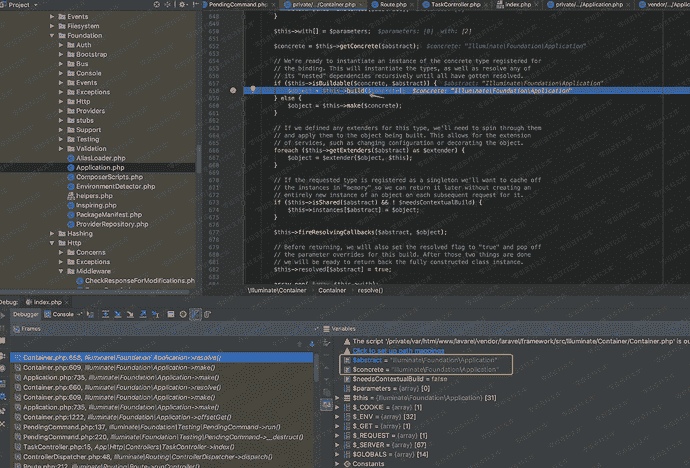 PendingCommand.php
private/.../Container.php
Route.php
TaskController.php
private/.../Application.php
index.php
private/.../Application.php
vendor/
Events
Filesystem
Foundation
Auth
Bootstrap
Bus
Console
Events
Exceptions
Http
Providers
stubs
Support
Testing
Validation
AliasLoader.php
Application.php
ComposerScripts.php
EnvironmentDetector.php
helpers.php
Inspiring.php
PackageManifest.php
ProviderRepository.php
Hashing
Http
Concerns
Exceptions
Middleware
CheckResponseForModifications.ph
}
$this->with[] = $parameters; $parameters: {0} with: [2]
$concrete = $this->getConcrete($abstract); $concrete: "Illuminate\Foundation\Application"
// We're ready to instantiate an instance of the concrete type registered for
// the binding. This will instantiate the types, as well as resolve any of
// its "nested" dependencies recursively until all have gotten resolved.
if ($this->isBuildable($concrete, $abstract)) { $abstract: "Illuminate\Foundation\Application"
$object = $this->build($concrete); $concrete: "Illuminate\Foundation\Application"
} else {
$object = $this->make($concrete);
}
// If we defined any extenders for this type, we'll need to spin through them
// and apply them to the object being built. This allows for the extension
// of services, such as changing configuration or decorating the object.
foreach ($this->getExtenders($abstract) as $extender) {
$object = $extender($object, $this);
}
// If the requested type is registered as a singleton we'll want to cache off
// the instances in "memory" so we can return it later without creating an
// entirely new instance of an object on each subsequent request for it.
if ($this->isShared($abstract) && ! $needsContextualBuild) {
$this->instances[$abstract] = $object;
}
$this->fireResolvingCallbacks($abstract, $object);
// Before returning, we will also set the resolved flag to "true" and pop off
// the parameter overrides for this build. After those two things are done
// we will be ready to return back the fully constructed class instance.
$this->resolved[$abstract] = true;
\Illuminate\Container
Container
resolve()
Debug:
index.php
Debugger
Console
Frames
Variables
Container.php:658, Illuminate\Foundation\Application->resolve()
Container.php:609, Illuminate\Foundation\Application->make()
Application.php:735, Illuminate\Foundation\Application->make()
Container.php:660, Illuminate\Foundation\Application->resolve()
Container.php:609, Illuminate\Foundation\Application->make()
Application.php:735, Illuminate\Foundation\Application->make()
Container.php:1222, Illuminate\Foundation\Application->offsetGet()
PendingCommand.php:137, Illuminate\Foundation\Testing\PendingCommand->run()
PendingCommand.php:220, Illuminate\Foundation\Testing\PendingCommand->__destruct()
TaskController.php:15, App\Http\Controllers\TaskController->index()
ControllerDispatcher.php:48, Illuminate\Routing\ControllerDispatcher->dispatch()
Route.php:212, Illuminate\Routing\Route->runController()
The script '/private/var/html/www/lavarel/vendor/laravel/framework/src/Illuminate/Container/Container.php' is ou
Click to set up path mappings
$abstract = "Illuminate\Foundation\Application"
$concrete = "Illuminate\Foundation\Application"
$needsContextualBuild = false
$parameters = {array} [0]
$this = {Illuminate\Foundation\Application} [31]
$_COOKIE = {array} [1]
$_ENV = {array} [32]
$_GET = {array} [1]
$_REQUEST = {array} [1]
$_SERVER = {array} [67]
$GLOBALS = {array} [14]
Constants